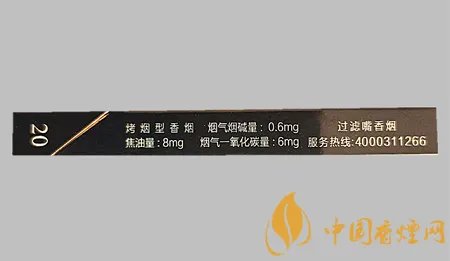 20
烤烟型香烟 烟气烟碱量：0.6mg 过滤嘴香烟
焦油量：8mg 烟气一氧化碳量：6mg 服务热线:4000311266
中国香煙网